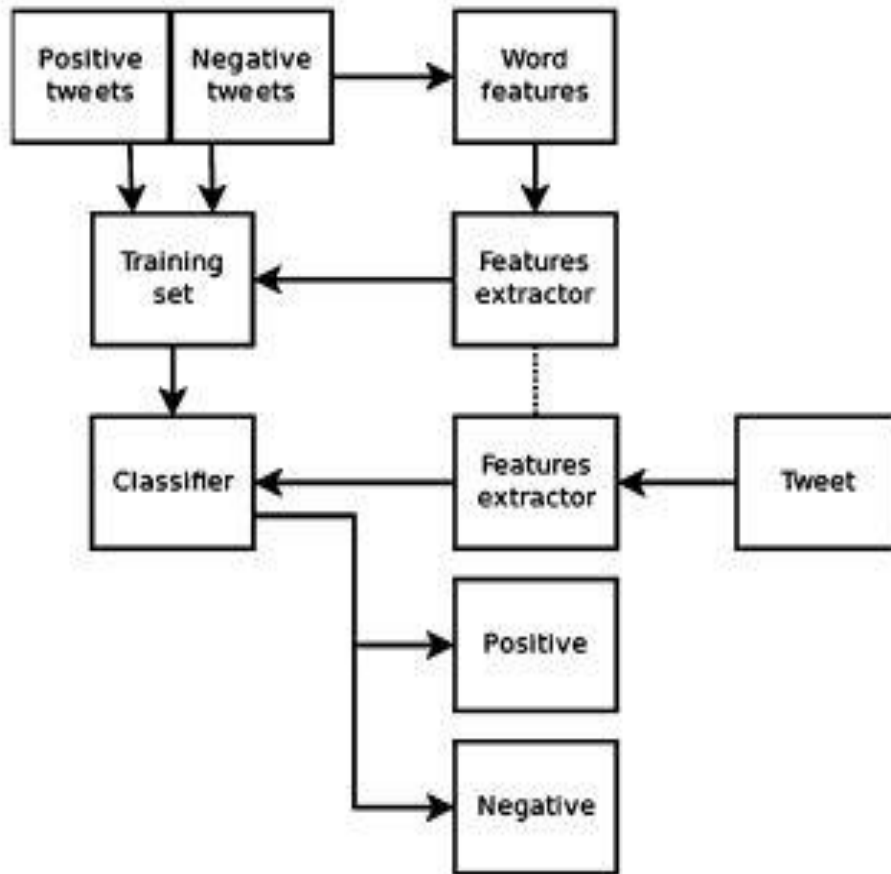 Positive
tweets
Negative
tweets
Word
features
Training
set
Features
extractor
Classifier
Features
extractor
Tweet
Positive
Negative